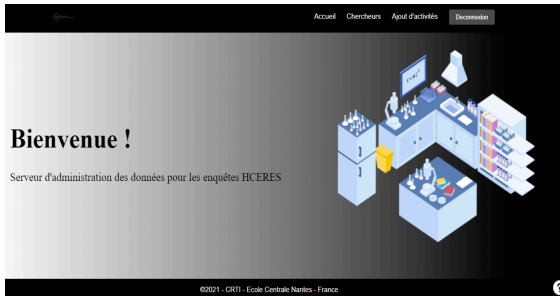 Accueil Chercheurs Ajout d'activités Deconnexion
Bienvenue !
Serveur d'administration des données pour les enquêtes HCERES
©2021 - CRTI - Ecole Centrale Nantes - France